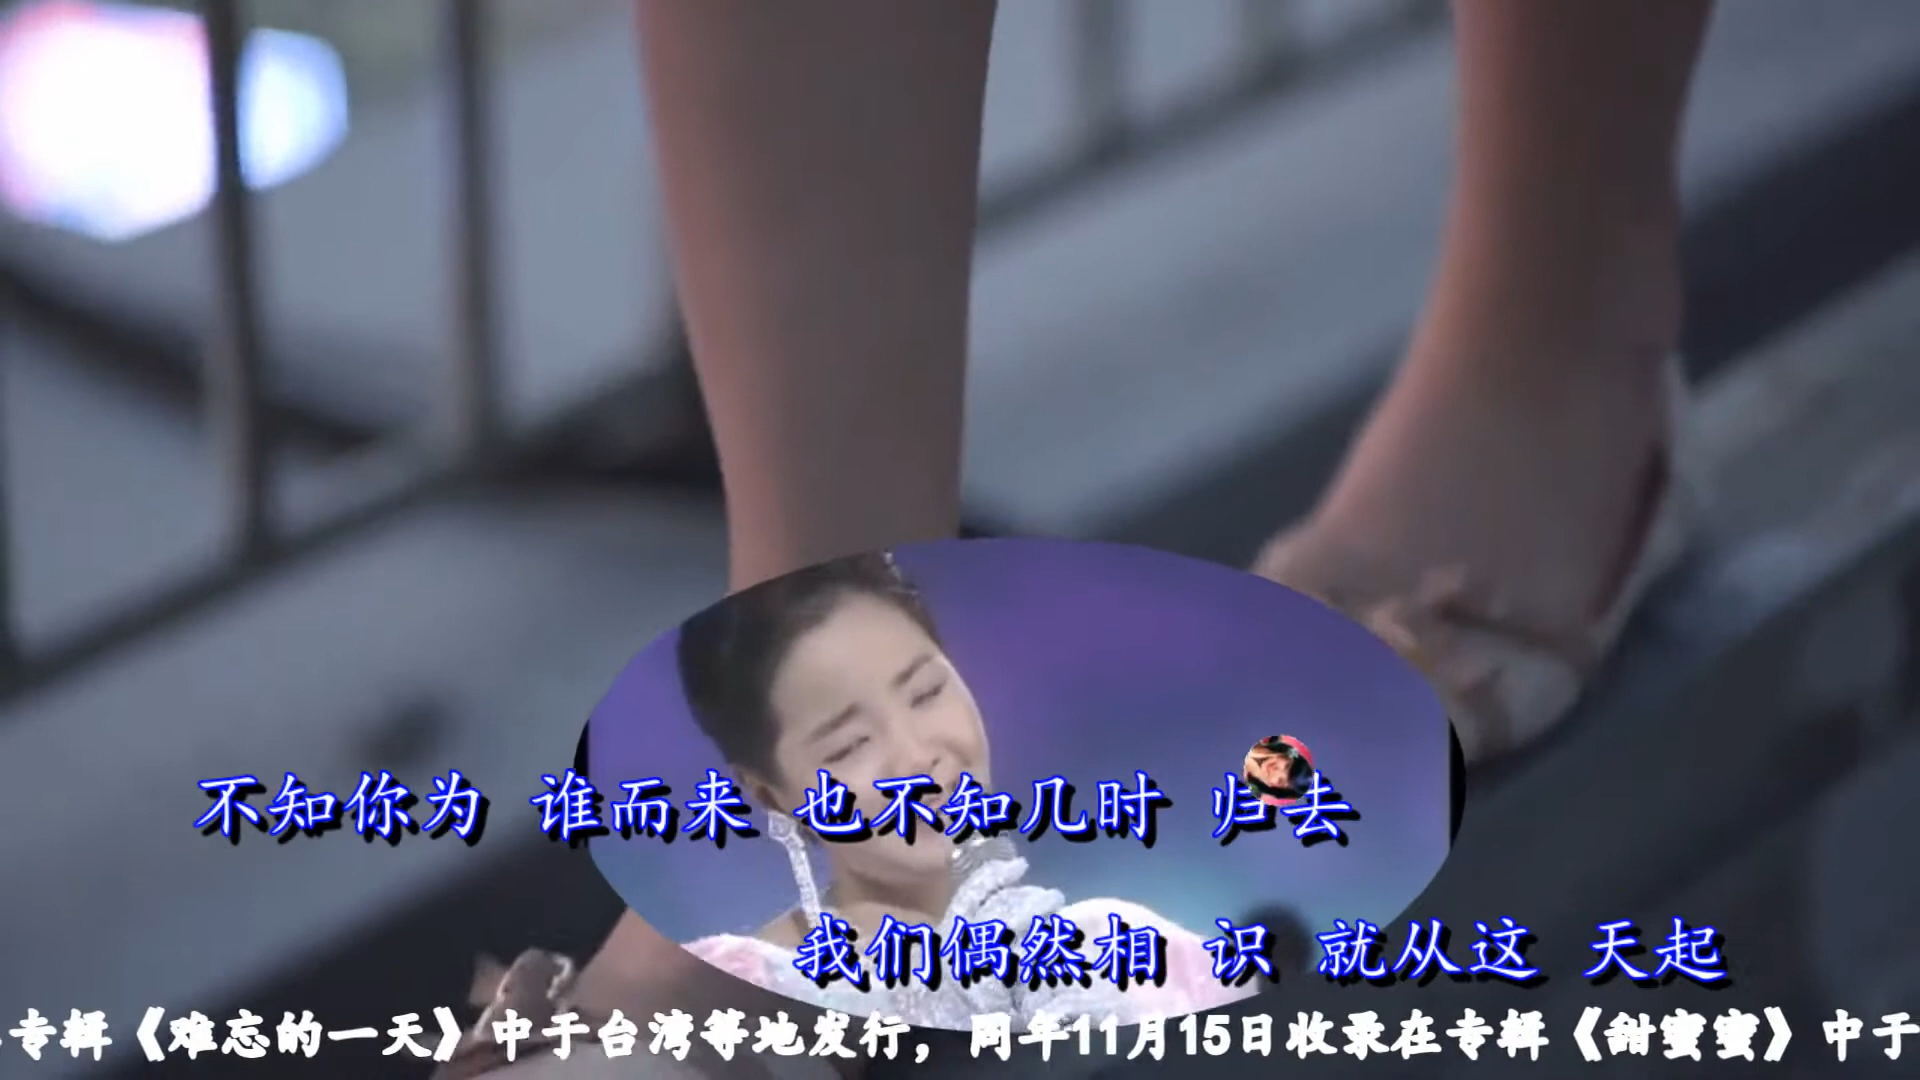 不知你为 谁而来 也不知几时 归去
我们偶然相 识 就从这 天起
专辑《难忘的一天》中于台湾等地发行，同年11月15日收录在专辑《甜蜜蜜》中于